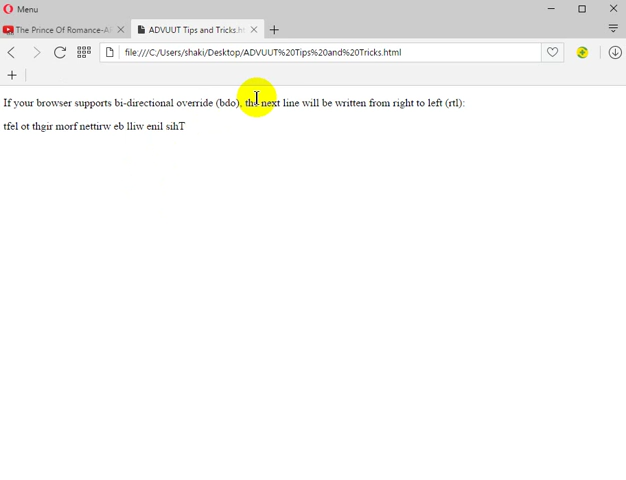 Menu
The Prince Of Romance-Al
ADVUUT Tips and Tricks.ht
file:///C:/Users/shaki/Desktop/ADVUUT%20Tips%20and%20Tricks.html
If your browser supports bi-directional override (bdo), the next line will be written from right to left (rtl):
tfel ot thgir morf nettirw eb lliw enil sihT